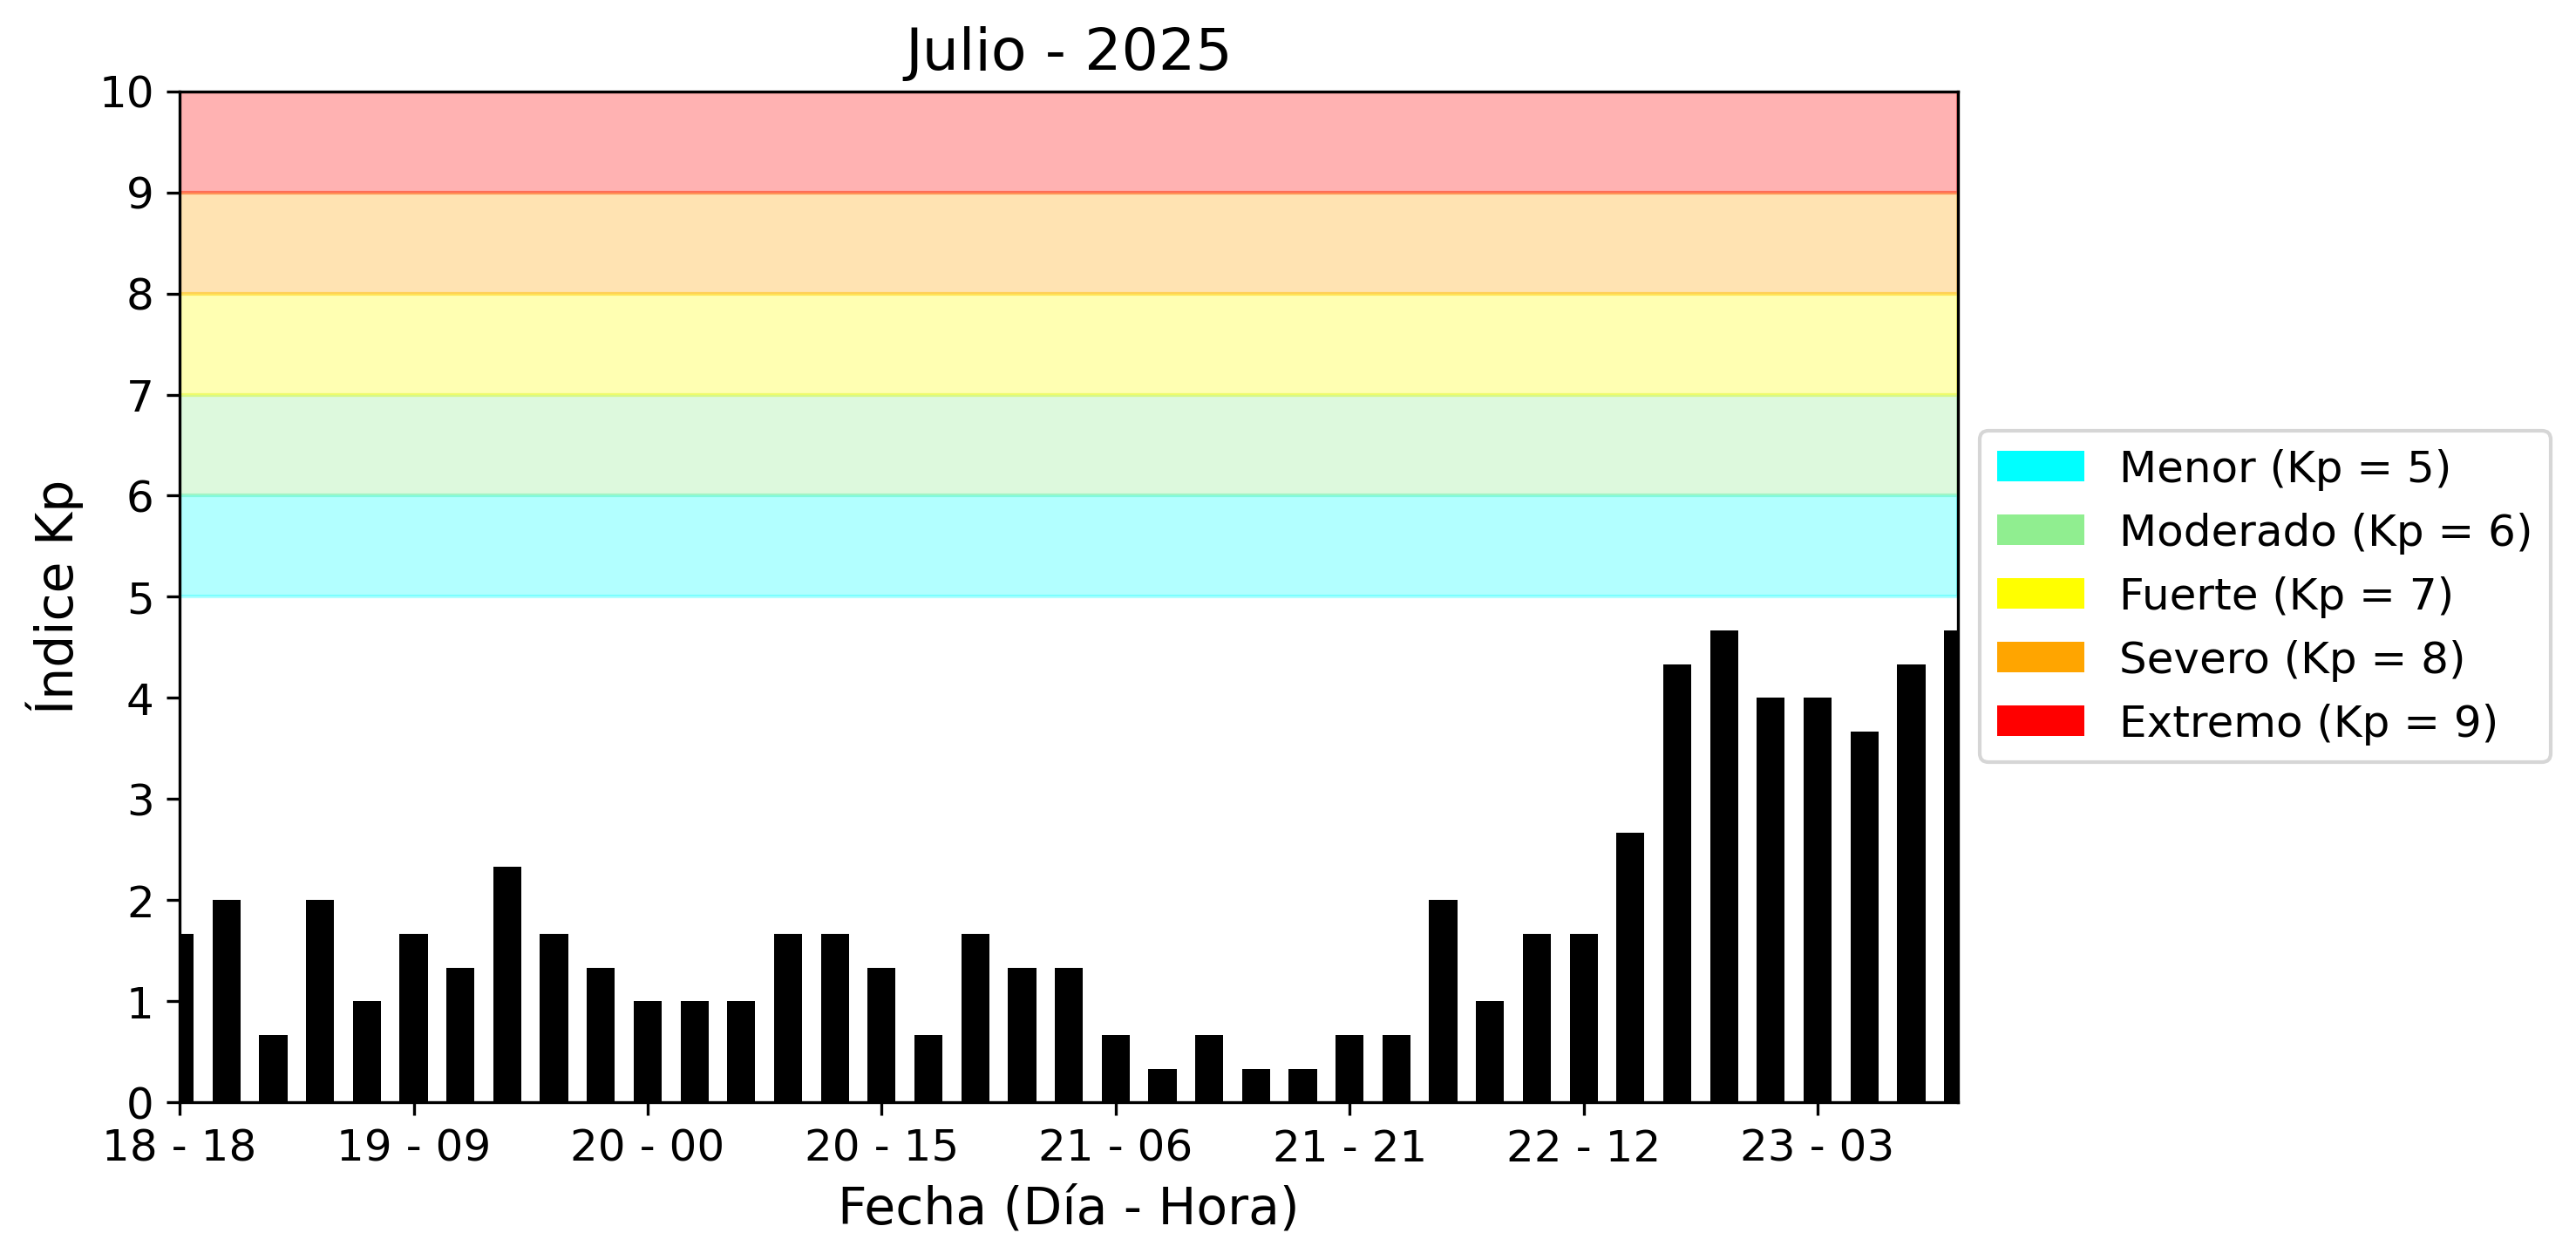 Julio - 2025
10
9
8
7
6
5
4
3
2
1
0
Índice Kp
18 - 18
19 - 09
20 - 00
20 - 15
21 - 06
21 - 21
22 - 12
23 - 03
Fecha (Día - Hora)
Menor (Kp = 5)
Moderado (Kp = 6)
Fuerte (Kp = 7)
Severo (Kp = 8)
Extremo (Kp = 9)